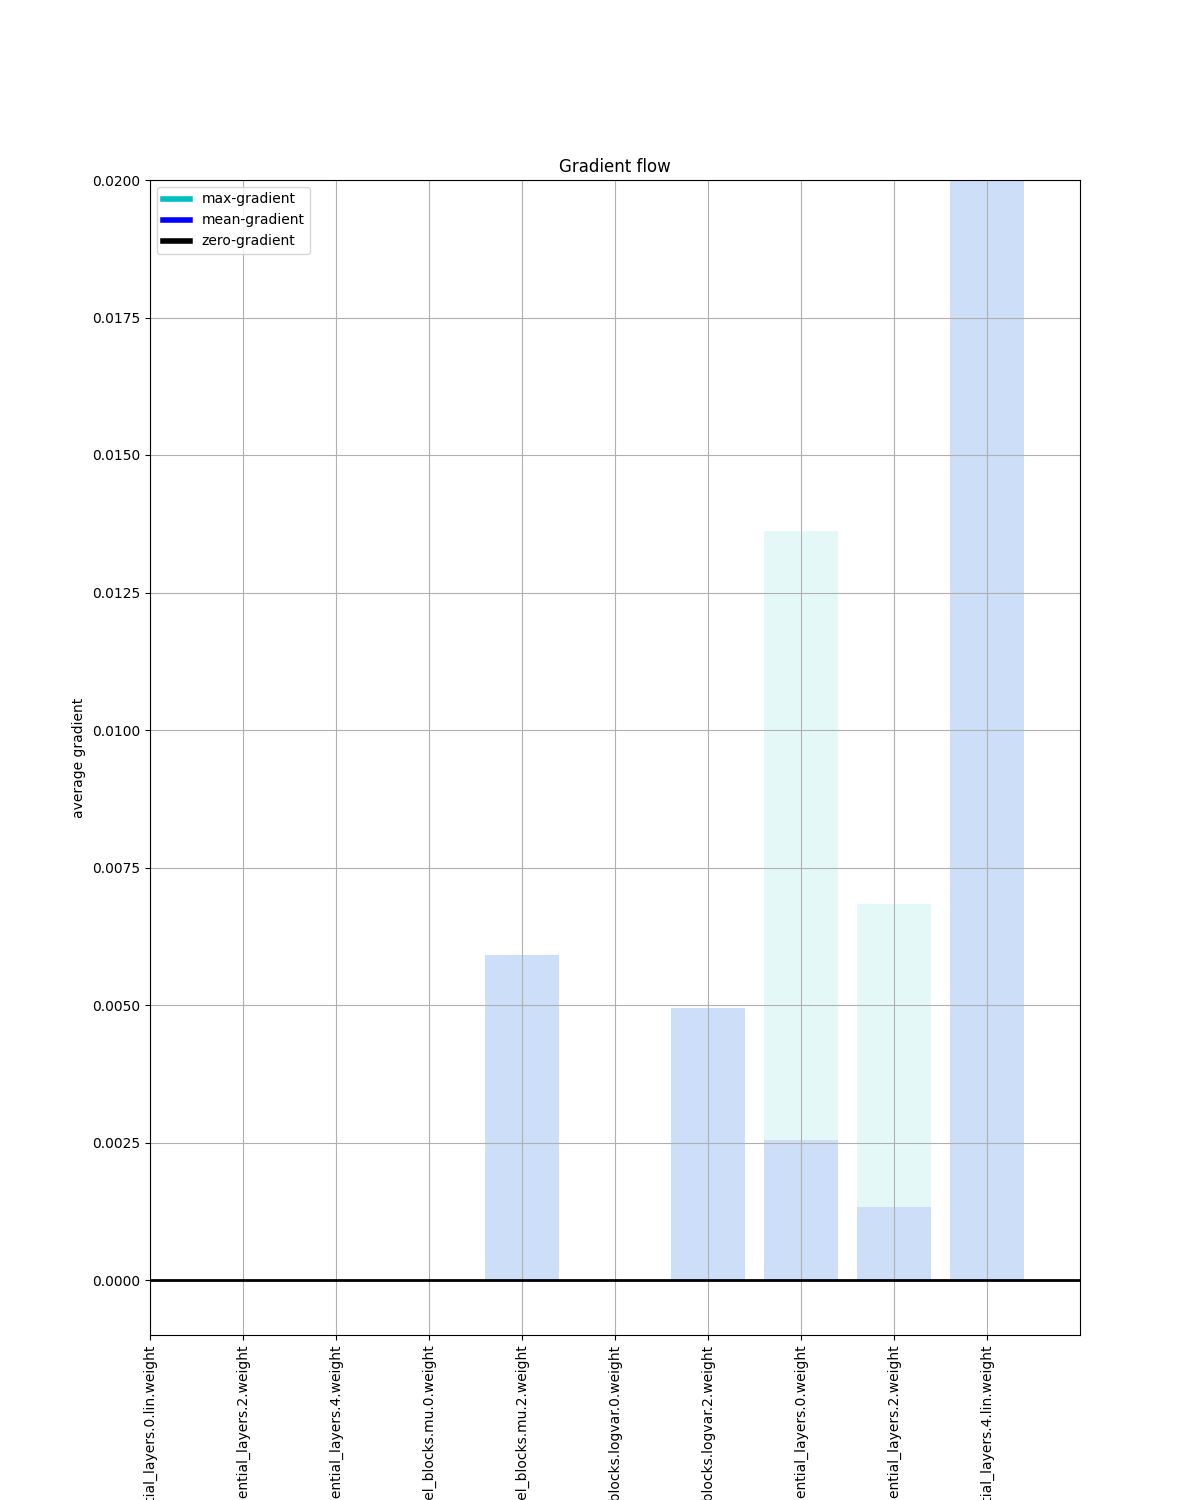 Gradient flow
max-gradient
mean-gradient
zero-gradient
0.0200
0.0175
0.0150
0.0125
0.0100
0.0075
0.0050
0.0025
0.0000
average gradient
tial_layers.0.lin.weight
ential_layers.2.weight
ential_layers.4.weight
el_blocks.mu.0.weight
el_blocks.mu.2.weight
blocks.logvar.0.weight
blocks.logvar.2.weight
ential_layers.0.weight
ential_layers.2.weight
tial_layers.4.lin.weight